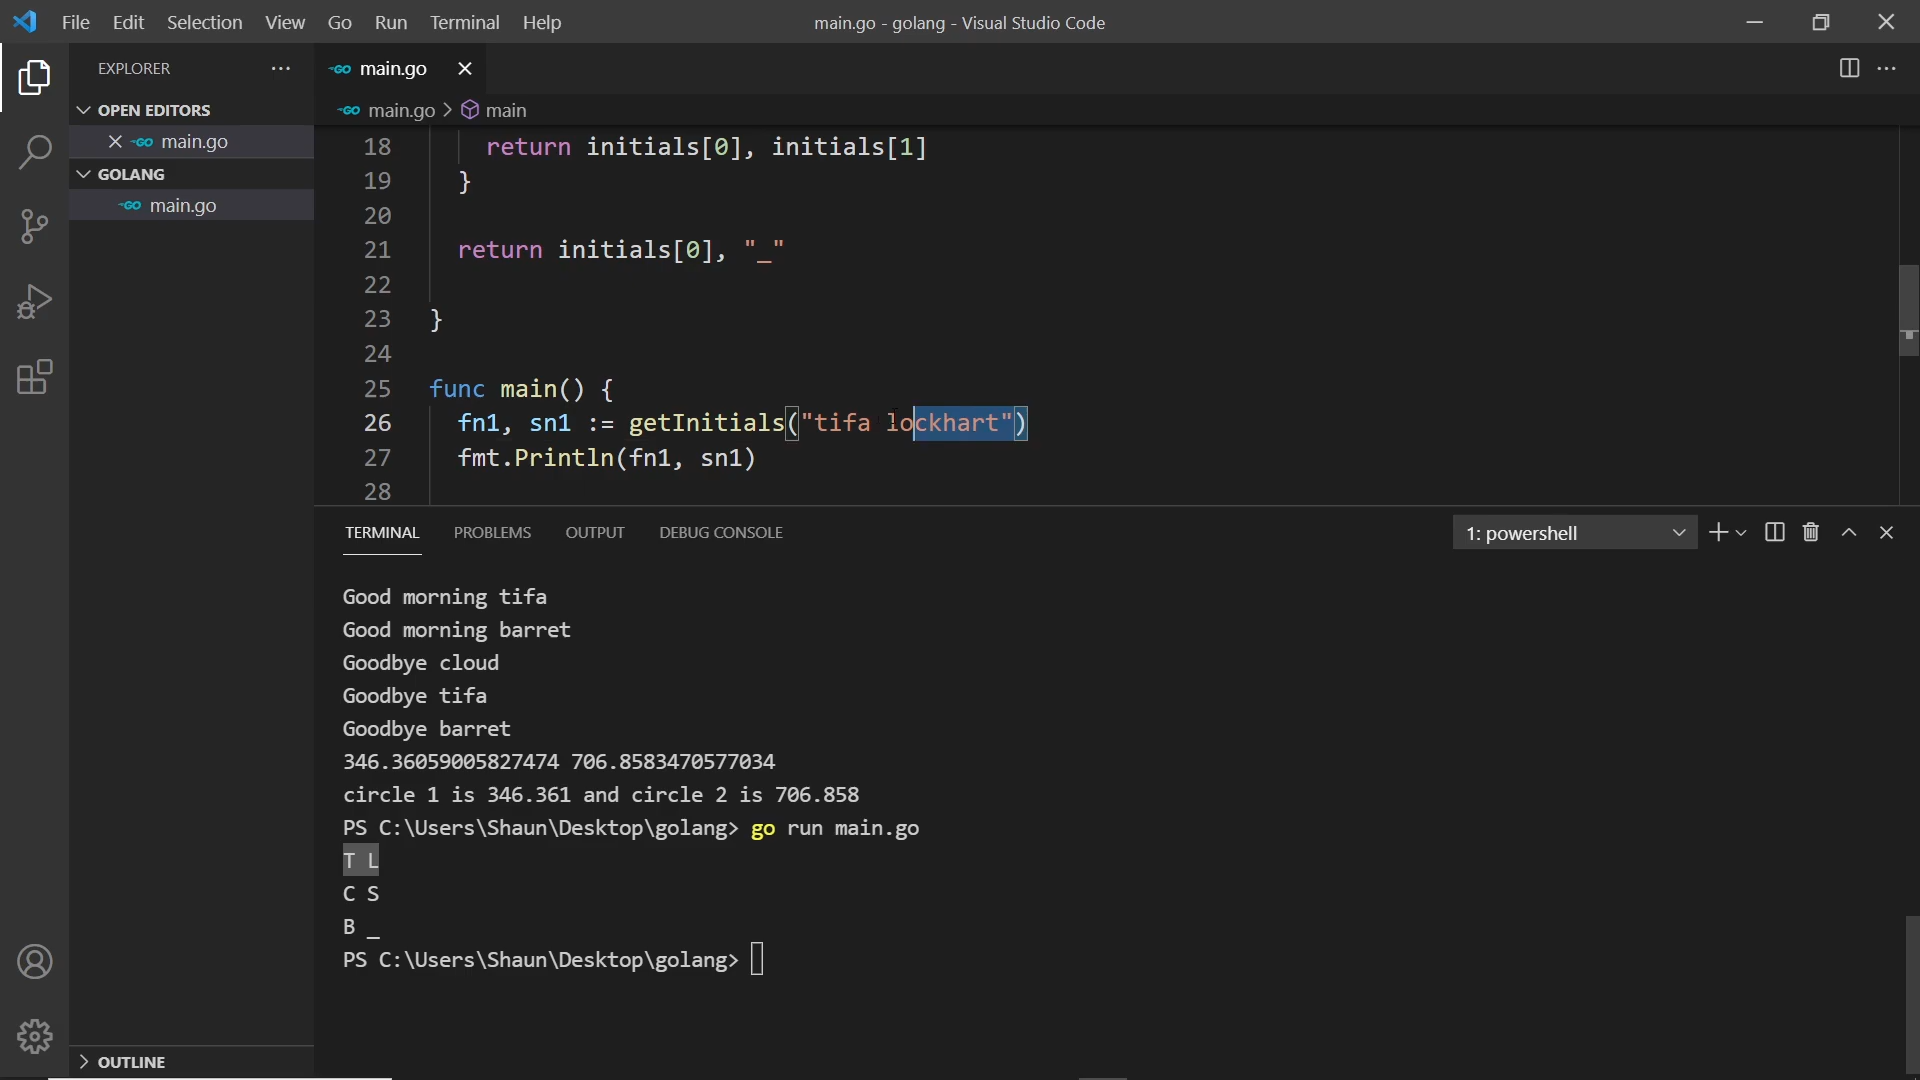 File Edit Selection View Go Run Terminal Help
main.go - golang - Visual Studio Code
EXPLORER
OPEN EDITORS
GO main.go
GOLANG
GO main.go
GO main.go
GO main.go > main
18 return initials[0], initials[1]
19 }
20
21 return initials[0], "_"
22
23 }
24
25 func main() {
26 fn1, sn1 := getInitials("tifa lockhart")
27 fmt.Println(fn1, sn1)
28
TERMINAL PROBLEMS OUTPUT DEBUG CONSOLE
1: powershell
Good morning tifa
Good morning barret
Goodbye cloud
Goodbye tifa
Goodbye barret
346.36059005827474 706.8583470577034
circle 1 is 346.361 and circle 2 is 706.858
PS C:\Users\Shaun\Desktop\golang> go run main.go
T L
C S
B _
PS C:\Users\Shaun\Desktop\golang>
OUTLINE